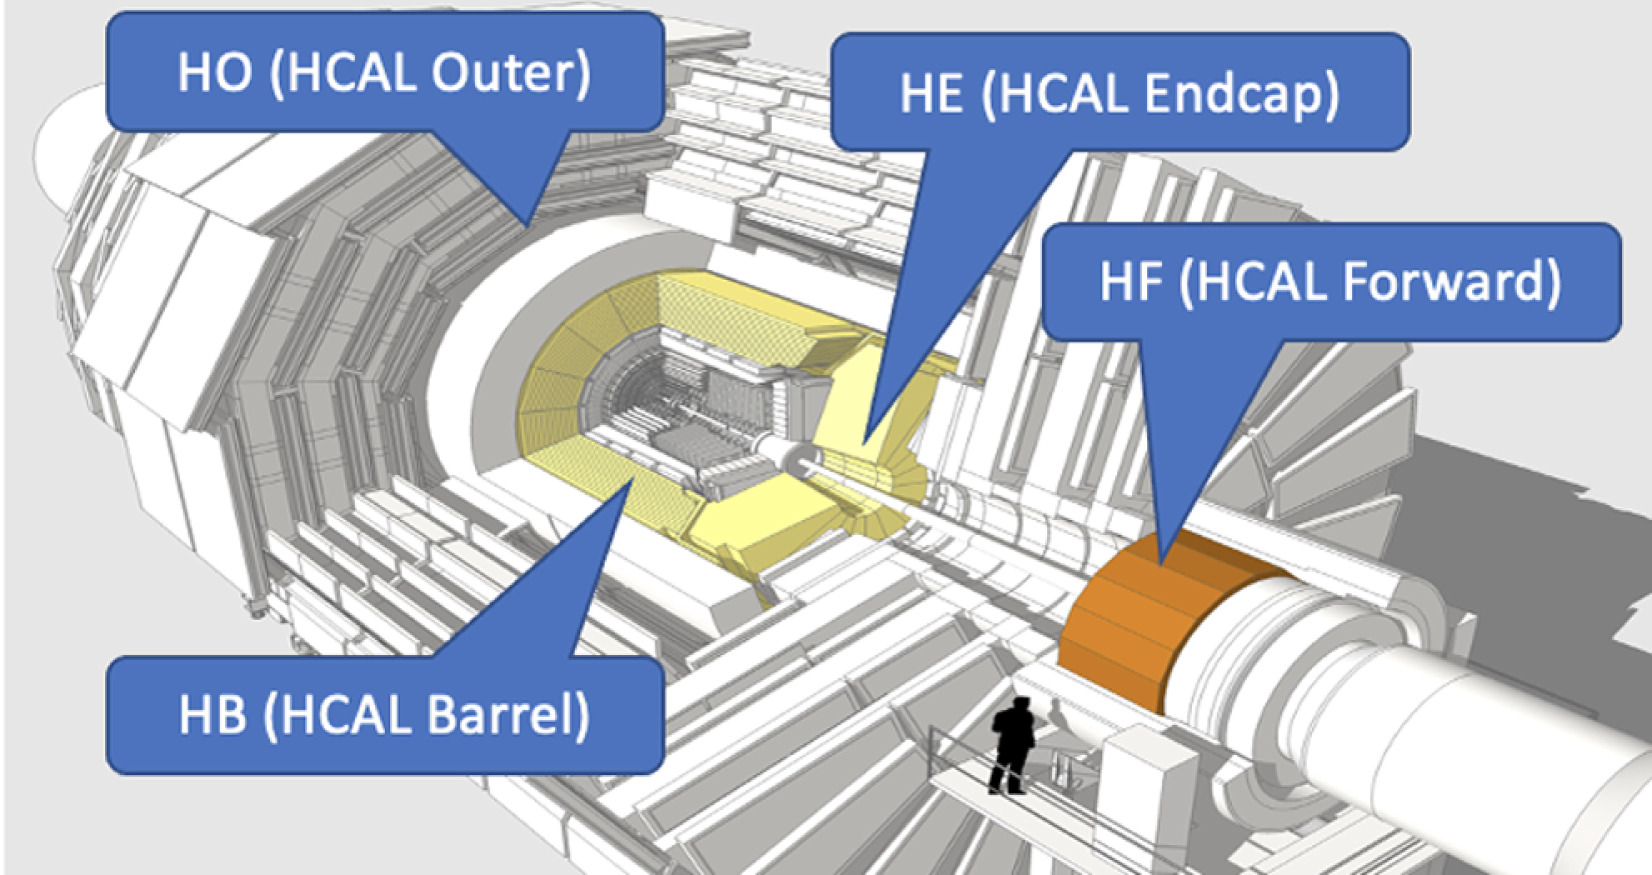 HO (HCAL Outer)
HE (HCAL Endcap)
HF (HCAL Forward)
HB (HCAL Barrel)